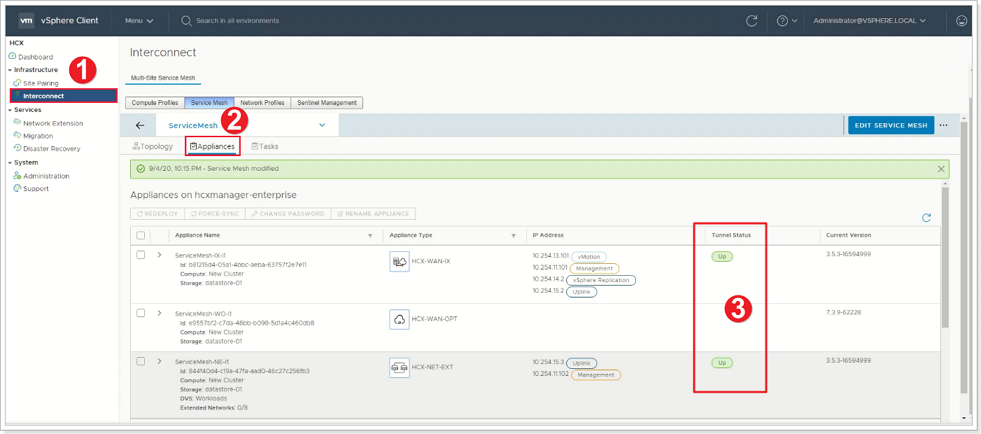 vm vSphere Client Menu Search in all environments Administrator@VSPHERE.LOCAL
HCX
Dashboard
Infrastructure
1
Site Pairing
Interconnect
Services
Network Extension
Migration
Disaster Recovery
System
Administration
Support
Interconnect
Multi-Site Service Mesh
Compute Profiles Service Mesh Network Profiles Sentinel Management
ServiceMesh 2 EDIT SERVICE MESH ...
Topology Appliances Tasks
9/4/20, 10:15 PM - Service Mesh modified
Appliances on hcxmanager-enterprise
REDEPLOY FORCE-SYNC CHANGE PASSWORD RENAME APPLIANCE
Appliance Name Appliance Type IP Address Tunnel Status Current Version
ServiceMesh-IX-I1 HCX-WAN-IX 10.254.13.101 vMotion Up 3.5.3-16594999
Id: b81215d4-05a1-4bbc-aeba-63757f2e7e11 10.254.11.101 Management
Compute: New Cluster 10.254.14.2 vSphere Replication
Storage: datastore-01 10.254.15.2 Uplink
3
ServiceMesh-WO-I1 HCX-WAN-OPT 7.3.9-62228
Id: e9557bf2-c7da-46bb-b098-5d1a4c460db8
Compute: New Cluster
Storage: datastore-01
ServiceMesh-NE-I1 HCX-NET-EXT 10.254.15.3 Uplink Up 3.5.3-16594999
Id: 844f40d4-c19a-47fa-aad0-46c27c256fb3 10.254.11.102 Management
Compute: New Cluster
Storage: datastore-01
DVS: Workloads
Extended Networks: 0/8